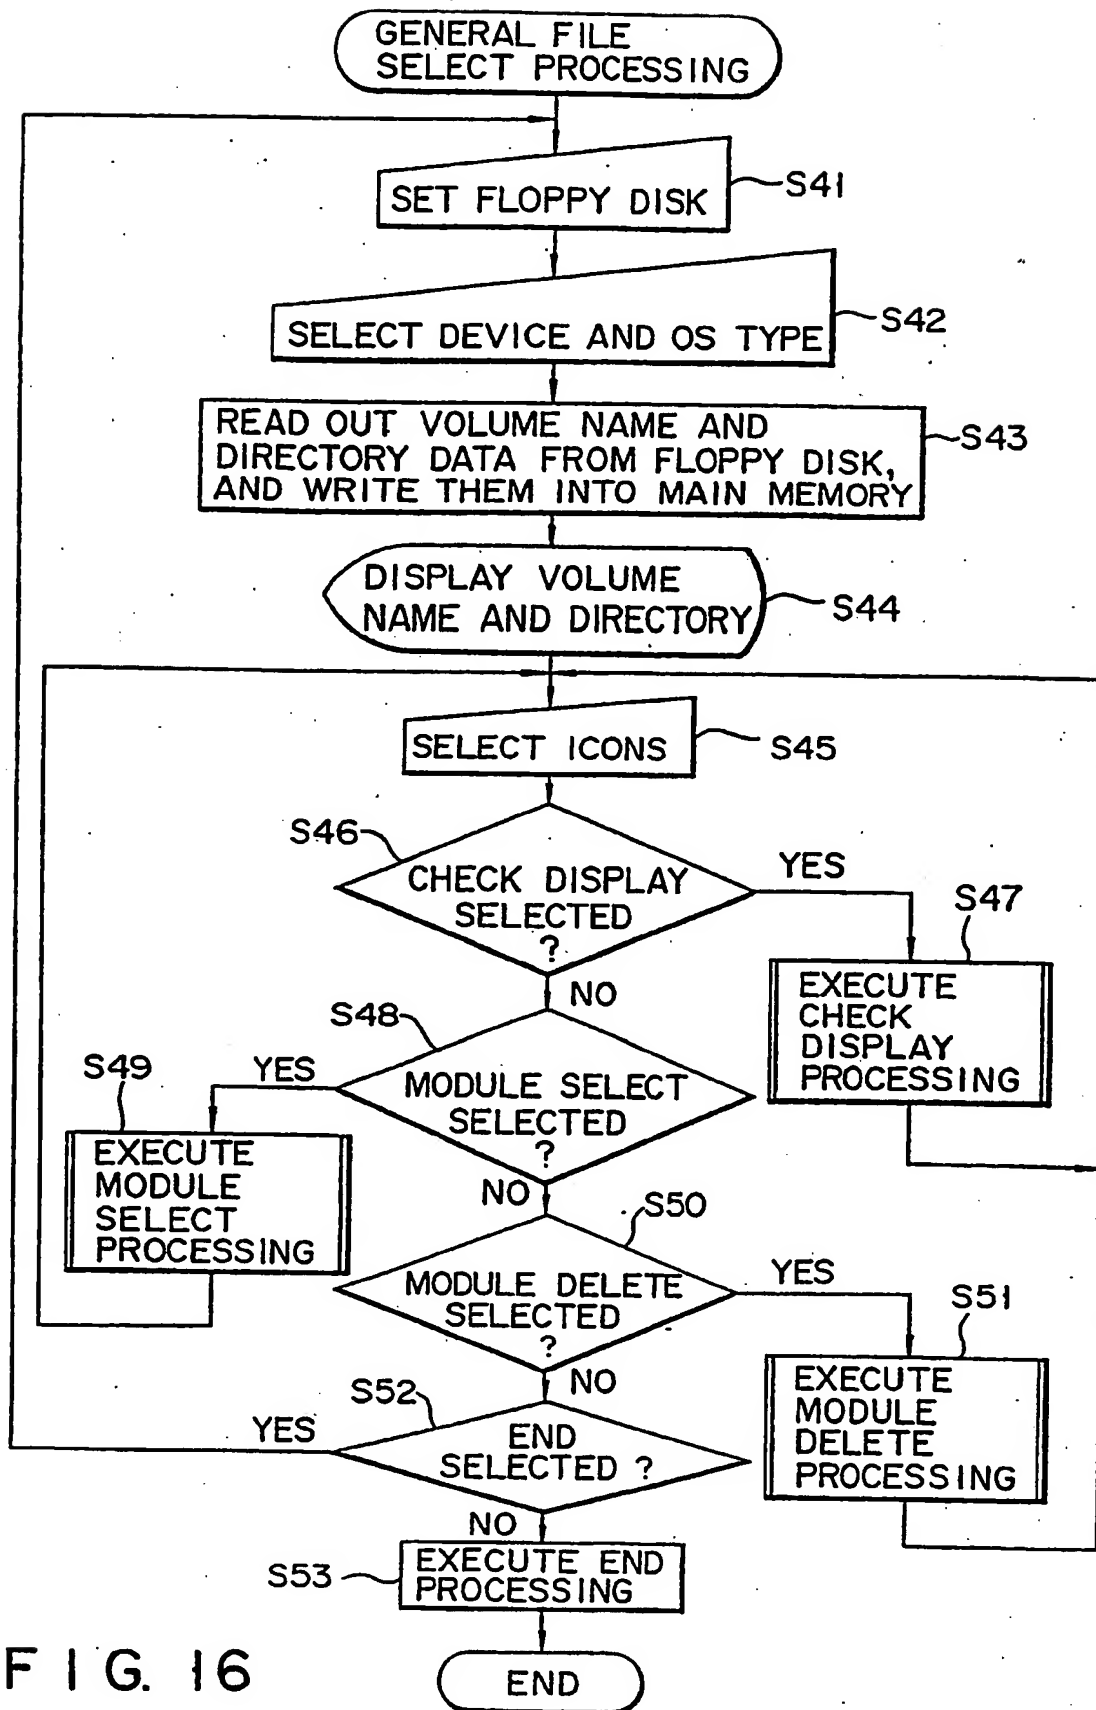 GENERAL FILE
SELECT PROCESSING
SET FLOPPY DISK
S41
SELECT DEVICE AND OS TYPE
S42
READ OUT VOLUME NAME AND
DIRECTORY DATA FROM FLOPPY DISK,
AND WRITE THEM INTO MAIN MEMORY
S43
DISPLAY VOLUME
NAME AND DIRECTORY
S44
SELECT ICONS
S45
S46
CHECK DISPLAY
SELECTED
?
YES
NO
S47
EXECUTE
CHECK
DISPLAY
PROCESSING
S48
MODULE SELECT
SELECTED
?
YES
NO
S49
EXECUTE
MODULE
SELECT
PROCESSING
S50
MODULE DELETE
SELECTED
?
YES
NO
S51
EXECUTE
MODULE
DELETE
PROCESSING
S52
END
SELECTED ?
YES
NO
S53
EXECUTE END
PROCESSING
END
FIG. 16